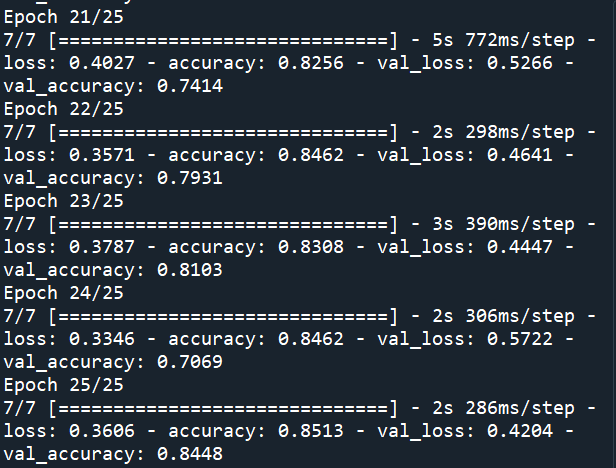 val_accuracy: 
Epoch 21/25
7/7 [==============================] - 5s 772ms/step -
loss: 0.4027 - accuracy: 0.8256 - val_loss: 0.5266 -
val_accuracy: 0.7414
Epoch 22/25
7/7 [==============================] - 2s 298ms/step -
loss: 0.3571 - accuracy: 0.8462 - val_loss: 0.4641 -
val_accuracy: 0.7931
Epoch 23/25
7/7 [==============================] - 3s 390ms/step -
loss: 0.3787 - accuracy: 0.8308 - val_loss: 0.4447 -
val_accuracy: 0.8103
Epoch 24/25
7/7 [==============================] - 2s 306ms/step -
loss: 0.3346 - accuracy: 0.8462 - val_loss: 0.5722 -
val_accuracy: 0.7069
Epoch 25/25
7/7 [==============================] - 2s 286ms/step -
loss: 0.3606 - accuracy: 0.8513 - val_loss: 0.4204 -
val_accuracy: 0.8448